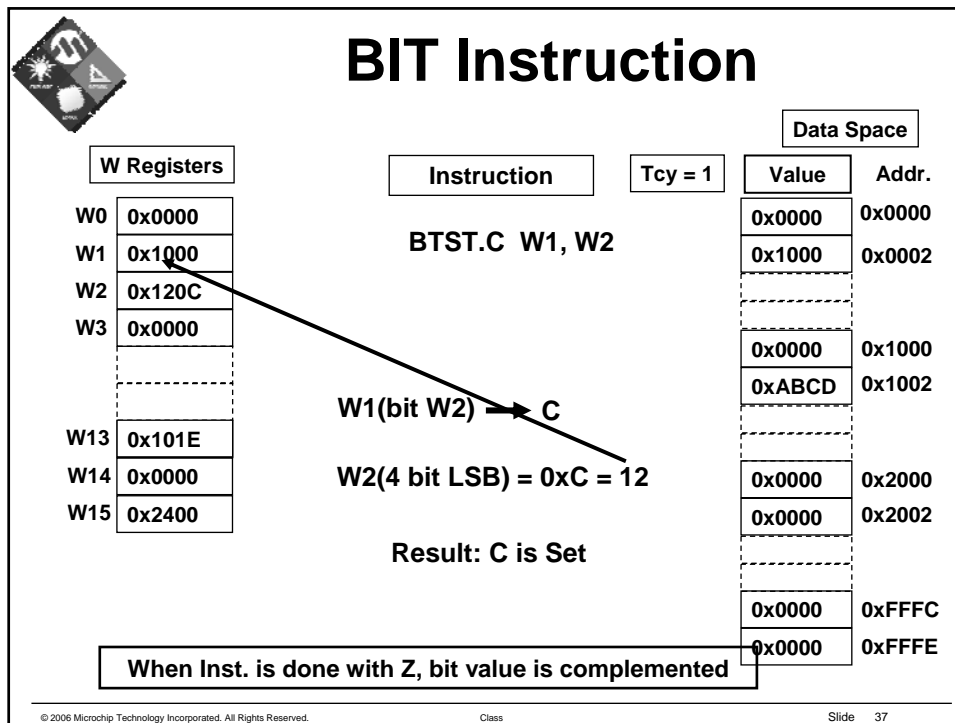 BIT Instruction
Data Space
W Registers
Instruction
Tcy = 1
Value Addr.
W0 0x0000
W1 0x1000
W2 0x120C
W3 0x0000
W13 0x101E
W14 0x0000
W15 0x2400
BTST.C W1, W2
W1(bit W2) C
W2(4 bit LSB) = 0xC = 12
Result: C is Set
0x0000 0x0000
0x1000 0x0002
0x0000 0x1000
0xABCD 0x1002
0x0000 0x2000
0x0000 0x2002
0x0000 0xFFFC
0x0000 0xFFFE
When Inst. is done with Z, bit value is complemented
© 2006 Microchip Technology Incorporated. All Rights Reserved. Class Slide 37